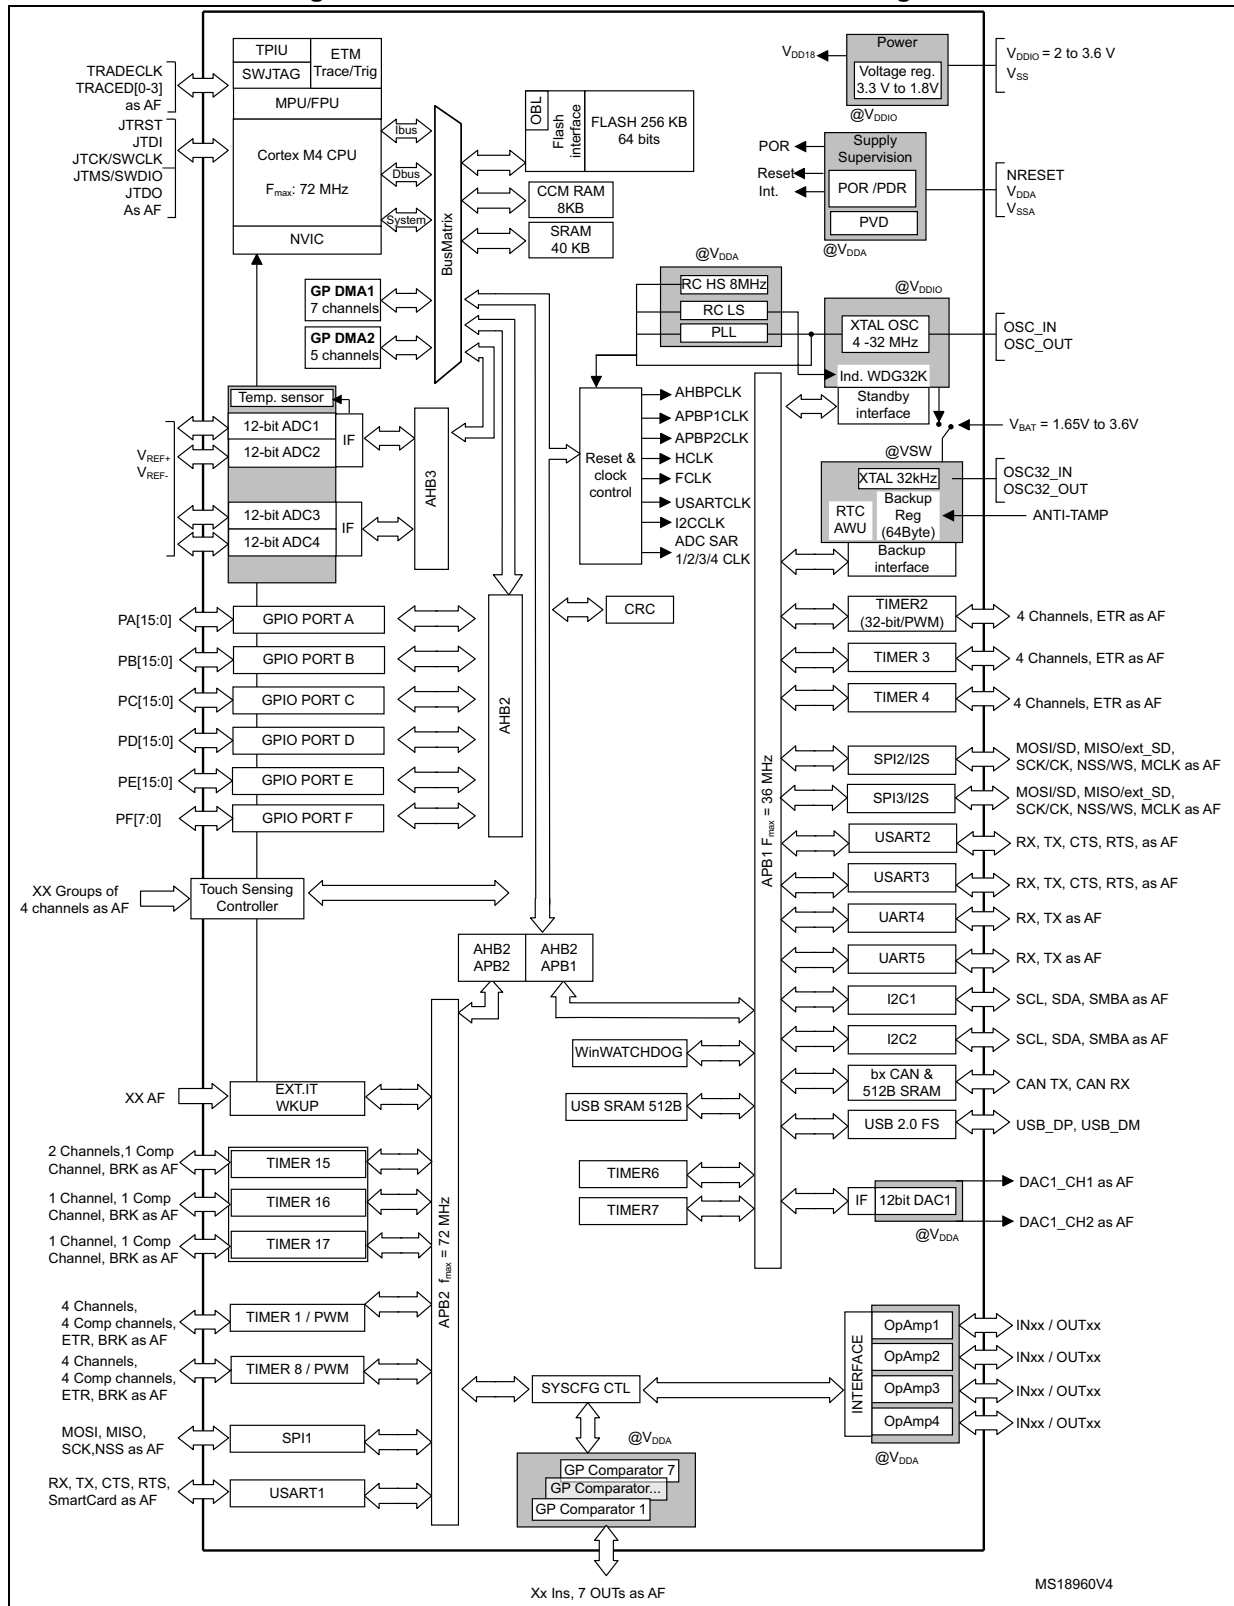 TPIU
ETM
Trace/Trig
SWJTAG
MPU/FPU
Cortex M4 CPU
Fmax: 72 MHz
NVIC
TRADECLK
TRACED[0-3]
as AF
JTRST
JTDI
JTCK/SWCLK
JTMS/SWDIO
JTDO
As AF
Ibus
Dbus
System
BusMatrix
OBL
Flash
interface
FLASH 256 KB
64 bits
CCM RAM
8KB
SRAM
40 KB
GP DMA1
7 channels
GP DMA2
5 channels
Power
VDD18
Voltage reg.
3.3 V to 1.8V
@VDDIO
VDDIO = 2 to 3.6 V
VSS
Supply
Supervision
POR
Reset
Int.
POR /PDR
PVD
@VDDA
NRESET
VDDA
VSSA
@VDDA
RC HS 8MHz
RC LS
PLL
@VDDIO
XTAL OSC
4 -32 MHz
Ind. WDG32K
Standby
interface
OSC_IN
OSC_OUT
VBAT = 1.65V to 3.6V
@VSW
XTAL 32kHz
RTC
AWU
Backup
Reg
(64Byte)
Backup
interface
OSC32_IN
OSC32_OUT
ANTI-TAMP
Reset &
clock
control
AHBPCLK
APBP1CLK
APBP2CLK
HCLK
FCLK
USARTCLK
I2CCLK
ADC SAR
1/2/3/4 CLK
Temp. sensor
12-bit ADC1
12-bit ADC2
IF
VREF+
VREF-
12-bit ADC3
12-bit ADC4
IF
AHB3
CRC
AHB2
PA[15:0]
GPIO PORT A
PB[15:0]
GPIO PORT B
PC[15:0]
GPIO PORT C
PD[15:0]
GPIO PORT D
PE[15:0]
GPIO PORT E
PF[7:0]
GPIO PORT F
XX Groups of
4 channels as AF
Touch Sensing
Controller
AHB2
APB2
AHB2
APB1
APB1 Fmax = 36 MHz
TIMER2
(32-bit/PWM)
4 Channels, ETR as AF
TIMER 3
4 Channels, ETR as AF
TIMER 4
4 Channels, ETR as AF
SPI2/I2S
MOSI/SD, MISO/ext_SD,
SCK/CK, NSS/WS, MCLK as AF
SPI3/I2S
MOSI/SD, MISO/ext_SD,
SCK/CK, NSS/WS, MCLK as AF
USART2
RX, TX, CTS, RTS, as AF
USART3
RX, TX, CTS, RTS, as AF
UART4
RX, TX as AF
UART5
RX, TX as AF
I2C1
SCL, SDA, SMBA as AF
I2C2
SCL, SDA, SMBA as AF
bx CAN &
512B SRAM
CAN TX, CAN RX
USB 2.0 FS
USB_DP, USB_DM
IF
12bit DAC1
DAC1_CH1 as AF
DAC1_CH2 as AF
@VDDA
WinWATCHDOG
USB SRAM 512B
TIMER6
TIMER7
XX AF
EXT.IT
WKUP
2 Channels,1 Comp
Channel, BRK as AF
TIMER 15
1 Channel, 1 Comp
Channel, BRK as AF
TIMER 16
1 Channel, 1 Comp
Channel, BRK as AF
TIMER 17
4 Channels,
4 Comp channels,
ETR, BRK as AF
TIMER 1 / PWM
4 Channels,
4 Comp channels,
ETR, BRK as AF
TIMER 8 / PWM
MOSI, MISO,
SCK,NSS as AF
SPI1
RX, TX, CTS, RTS,
SmartCard as AF
USART1
APB2 fmax = 72 MHz
SYSCFG CTL
@VDDA
GP Comparator 7
GP Comparator...
GP Comparator 1
Xx Ins, 7 OUTs as AF
INTERFACE
OpAmp1
INxx / OUTxx
OpAmp2
INxx / OUTxx
OpAmp3
INxx / OUTxx
OpAmp4
INxx / OUTxx
@VDDA
MS18960V4